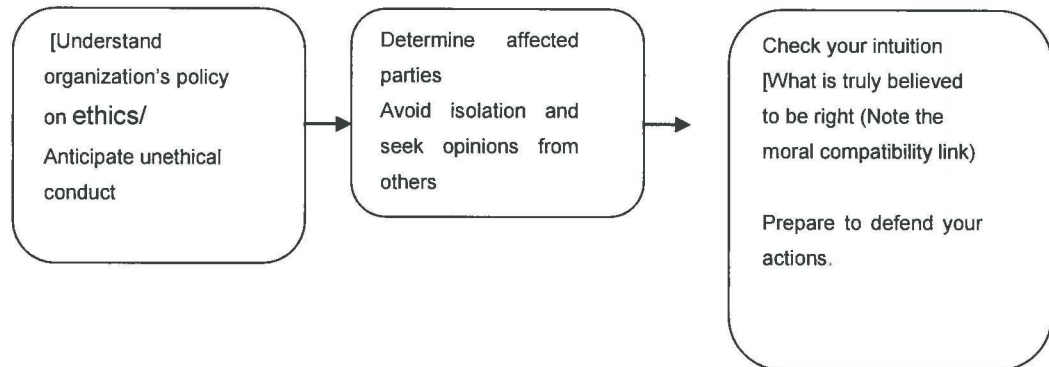 [Understand
organization's policy
on ethics/
Anticipate unethical
conduct
Determine affected
parties
Avoid isolation and
seek opinions from
others
Check your intuition
[What is truly believed
to be right (Note the
moral compatibility link)
Prepare to defend your
actions.